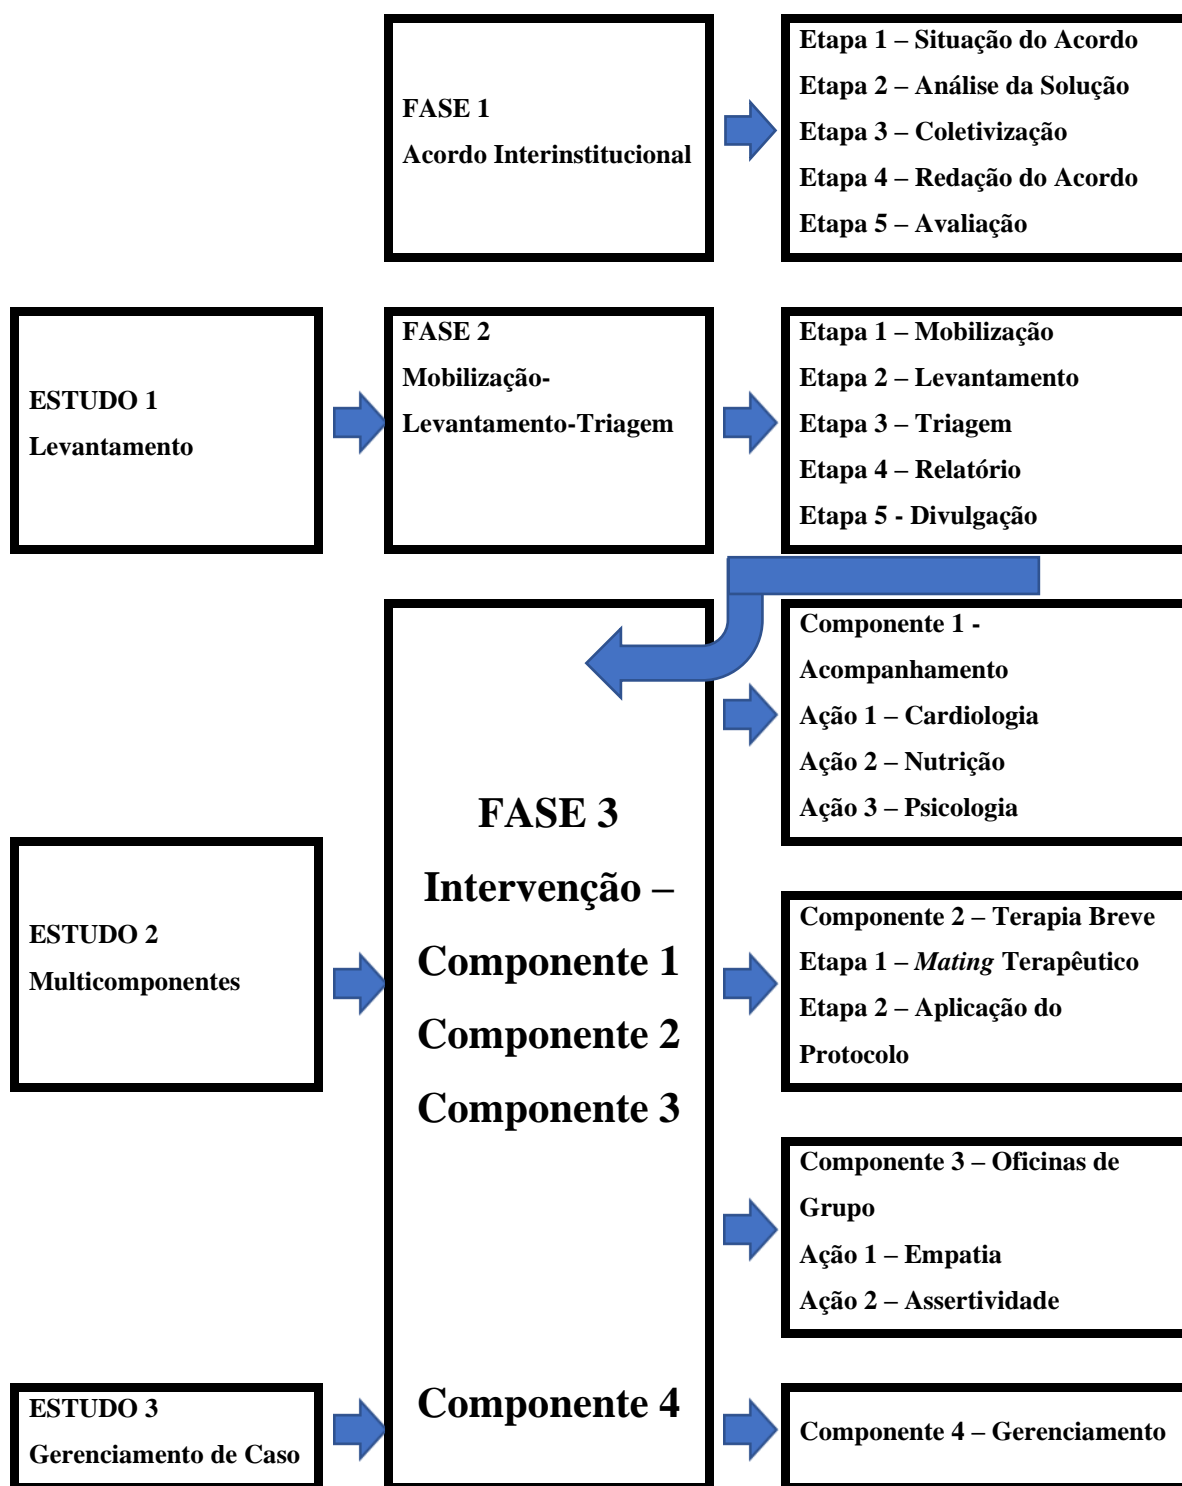 FASE 1
Acordo Interinstitucional
Etapa 1 – Situação do Acordo
Etapa 2 – Análise da Solução
Etapa 3 – Coletivização
Etapa 4 – Redação do Acordo
Etapa 5 – Avaliação
ESTUDO 1
Levantamento
FASE 2
Mobilização-
Levantamento-Triagem
Etapa 1 – Mobilização
Etapa 2 – Levantamento
Etapa 3 – Triagem
Etapa 4 – Relatório
Etapa 5 - Divulgação
ESTUDO 2
Multicomponentes
FASE 3
Intervenção –
Componente 1
Componente 2
Componente 3
Componente 4
Componente 1 -
Acompanhamento
Ação 1 – Cardiologia
Ação 2 – Nutrição
Ação 3 – Psicologia
Componente 2 – Terapia Breve
Etapa 1 – Mating Terapêutico
Etapa 2 – Aplicação do
Protocolo
Componente 3 – Oficinas de
Grupo
Ação 1 – Empatia
Ação 2 – Assertividade
ESTUDO 3
Gerenciamento de Caso
Componente 4 – Gerenciamento